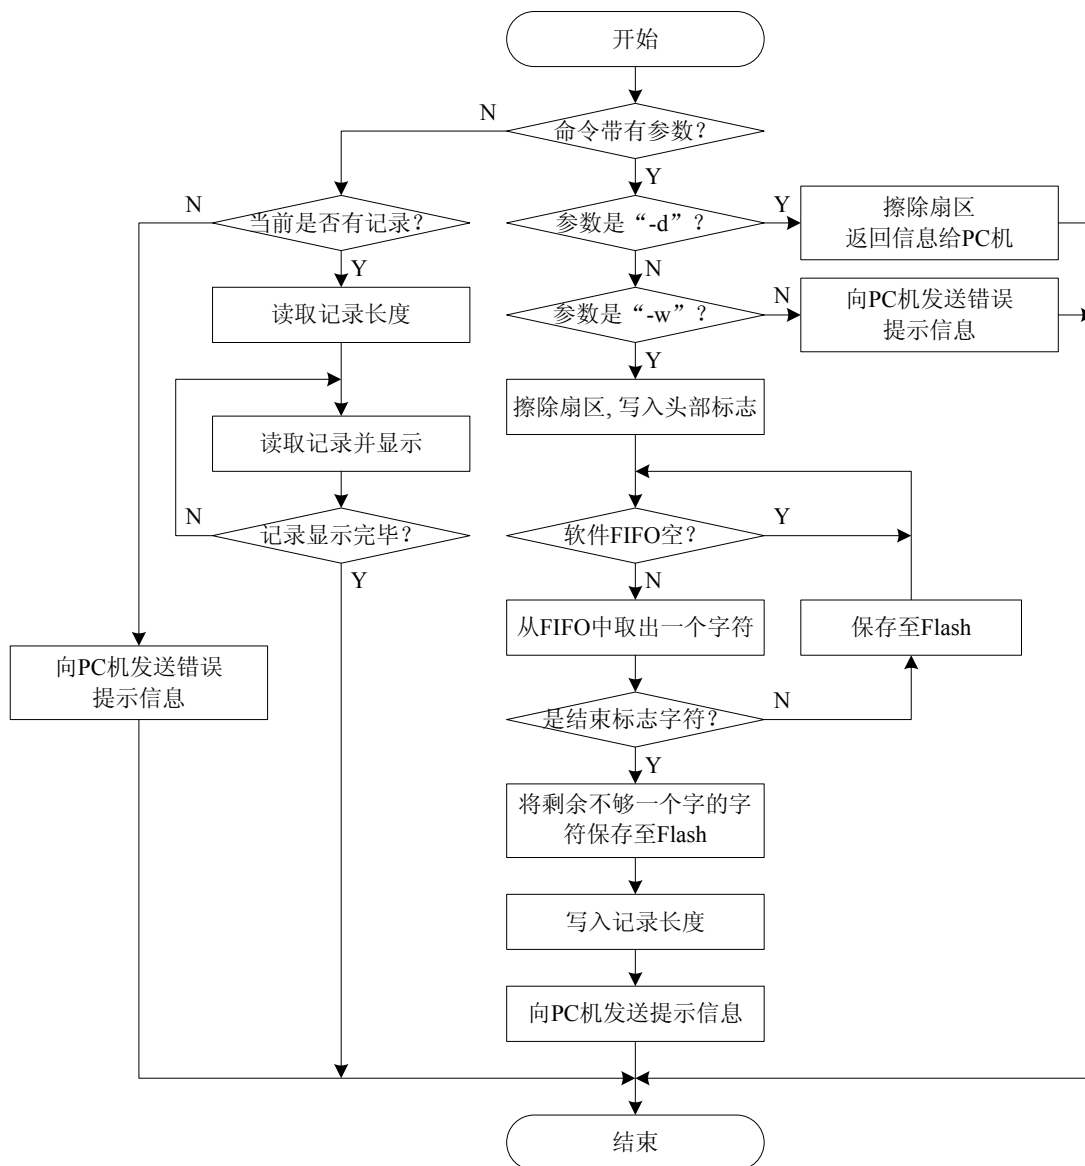 开始
N
命令带有参数？
Y
N
当前是否有记录？
参数是“-d”？
Y
擦除扇区
返回信息给PC机
Y
N
读取记录长度
参数是“-w”？
N
向PC机发送错误
提示信息
Y
擦除扇区, 写入头部标志
读取记录并显示
N
记录显示完毕？
软件FIFO空？
Y
Y
N
从FIFO中取出一个字符
保存至Flash
向PC机发送错误
提示信息
是结束标志字符？
N
Y
将剩余不够一个字的字
符保存至Flash
写入记录长度
向PC机发送提示信息
结束